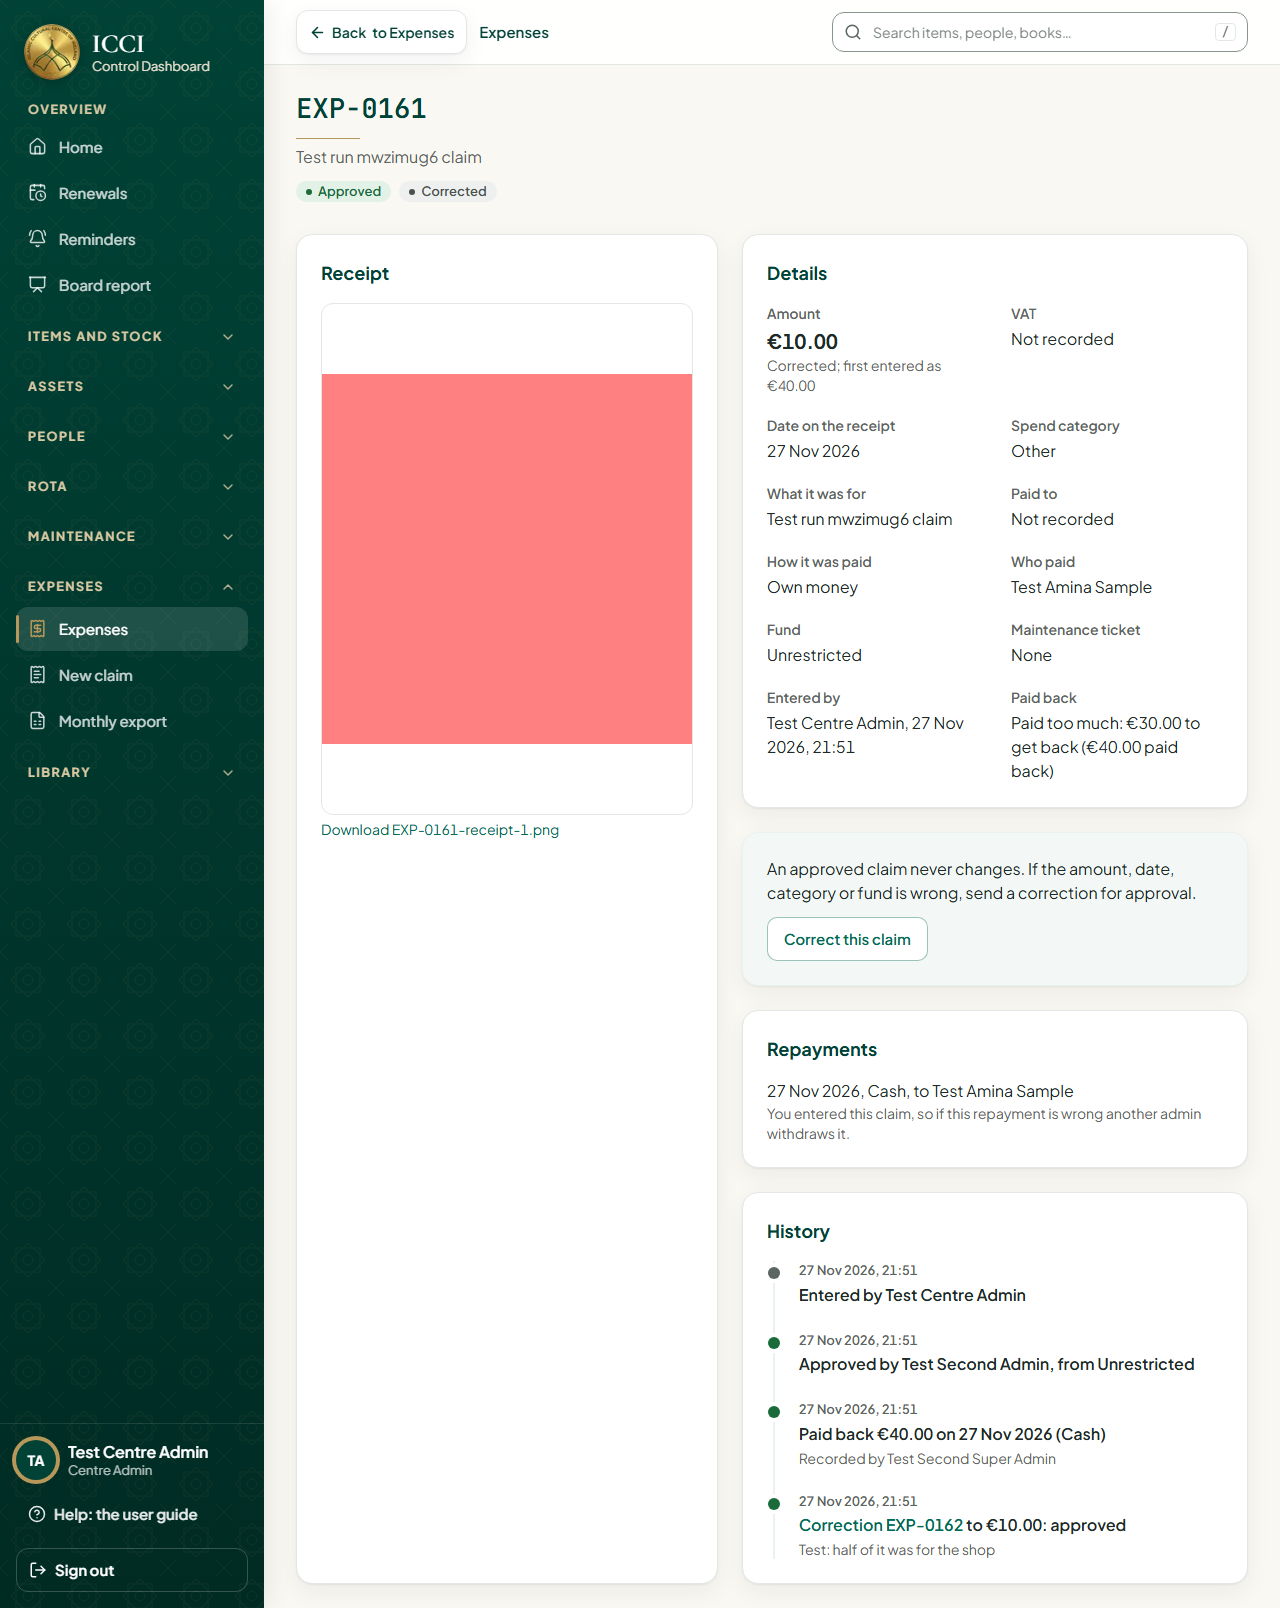 ICCI
Control Dashboard
OVERVIEW
Home
Renewals
Reminders
Board report
ITEMS AND STOCK
ASSETS
PEOPLE
ROTA
MAINTENANCE
EXPENSES
Expenses
New claim
Monthly export
LIBRARY
TA
Test Centre Admin
Centre Admin
Help: the user guide
Sign out
Back to Expenses
Expenses
Search items, people, books...
/
EXP-0161
Test run mwzimug6 claim
Approved
Corrected
Receipt
Download EXP-0161-receipt-1.png
Details
Amount
€10.00
Corrected; first entered as
€40.00
VAT
Not recorded
Date on the receipt
27 Nov 2026
Spend category
Other
What it was for
Test run mwzimug6 claim
Paid to
Not recorded
How it was paid
Own money
Who paid
Test Amina Sample
Fund
Unrestricted
Maintenance ticket
None
Entered by
Test Centre Admin, 27 Nov
2026, 21:51
Paid back
Paid too much: €30.00 to
get back (€40.00 paid
back)
An approved claim never changes. If the amount, date,
category or fund is wrong, send a correction for approval.
Correct this claim
Repayments
27 Nov 2026, Cash, to Test Amina Sample
You entered this claim, so if this repayment is wrong another admin
withdraws it.
History
27 Nov 2026, 21:51
Entered by Test Centre Admin
27 Nov 2026, 21:51
Approved by Test Second Admin, from Unrestricted
27 Nov 2026, 21:51
Paid back €40.00 on 27 Nov 2026 (Cash)
Recorded by Test Second Super Admin
27 Nov 2026, 21:51
Correction EXP-0162 to €10.00: approved
Test: half of it was for the shop